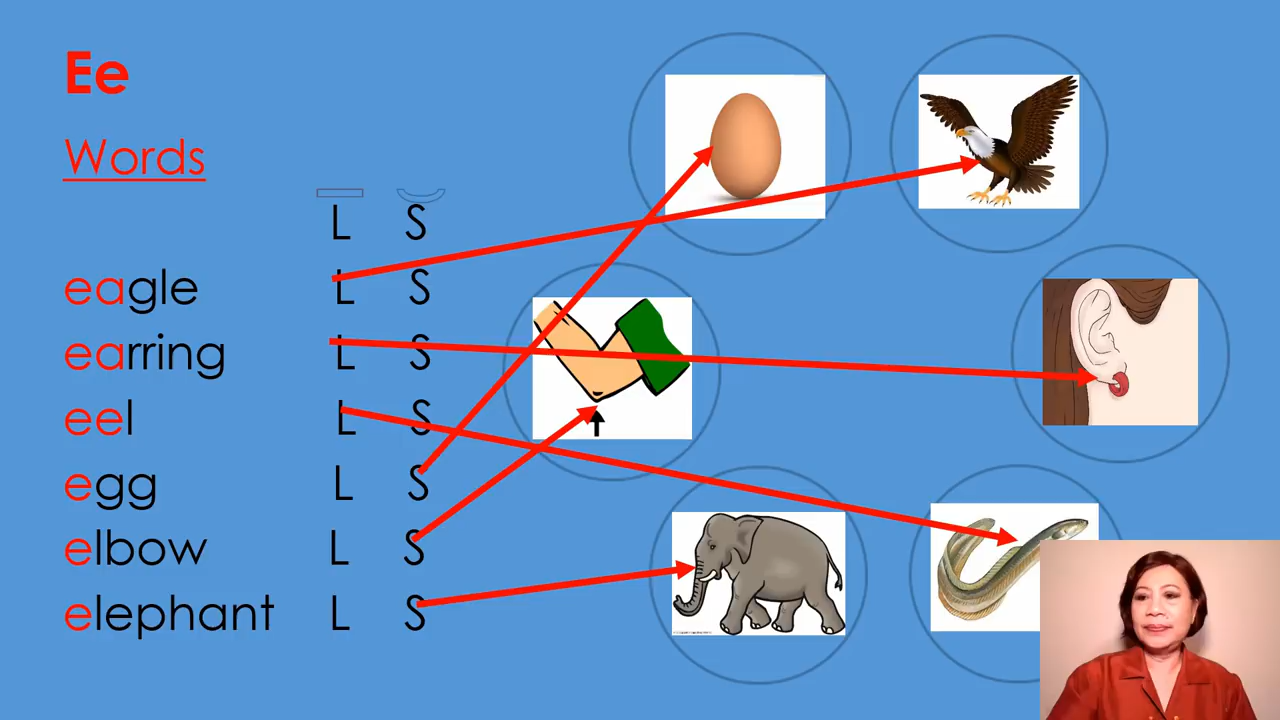 Ee
Words
L S
eagle L S
earring L S
eel L S
egg L S
elbow L S
elephant L S